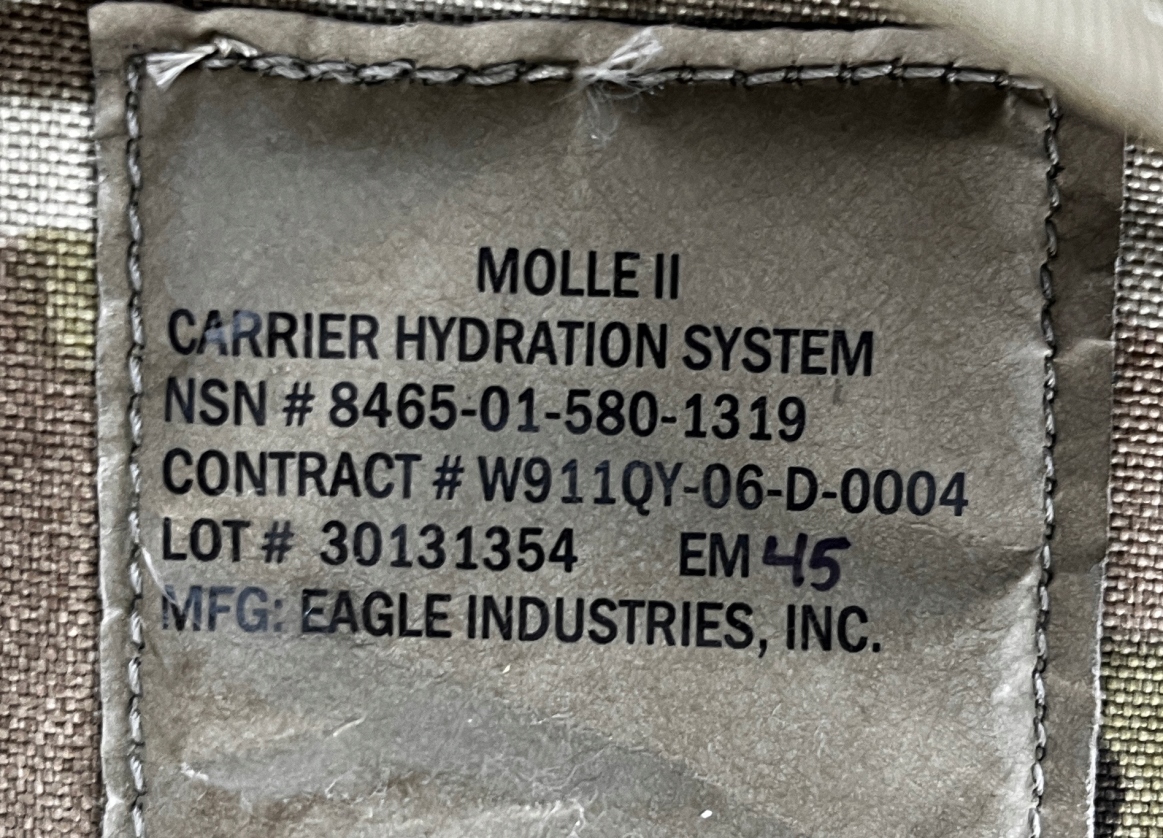 MOLLE II
CARRIER HYDRATION SYSTEM
NSN # 8465-01-580-1319
CONTRACT # W911QY-06-D-0004
LOT # 30131354 EM 45
MFG: EAGLE INDUSTRIES, INC.